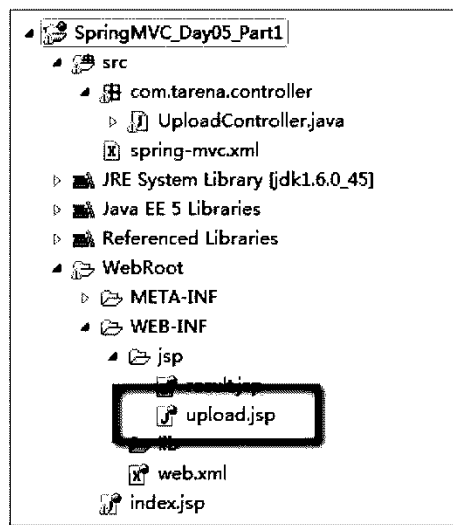 SpringMVC_Day05_Part1
src
com.tarena.controller
UploadController.java
spring-mvc.xml
JRE System Library [jdk1.6.0_45]
Java EE 5 Libraries
Referenced Libraries
WebRoot
META-INF
WEB-INF
jsp
upload.jsp
web.xml
index.jsp